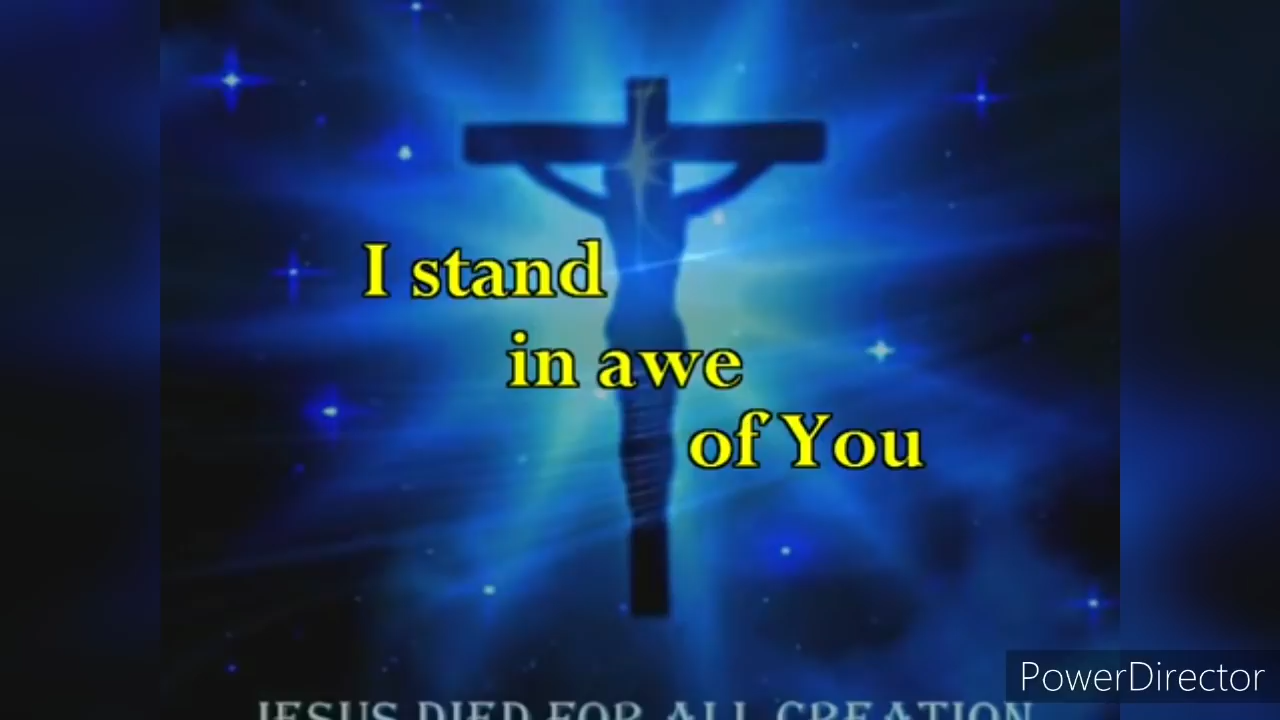 I stand
in awe
of You
PowerDirector
JESUS DIED FOR ALL CREATION